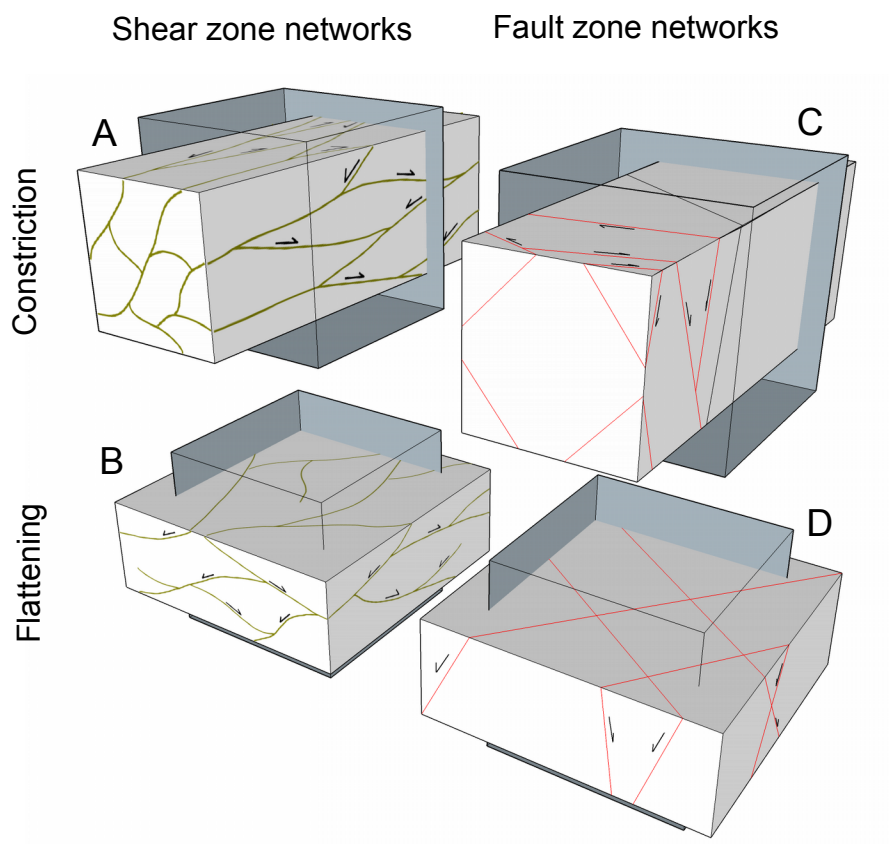 Shear zone networks
Fault zone networks
A
C
Constriction
B
D
Flattening